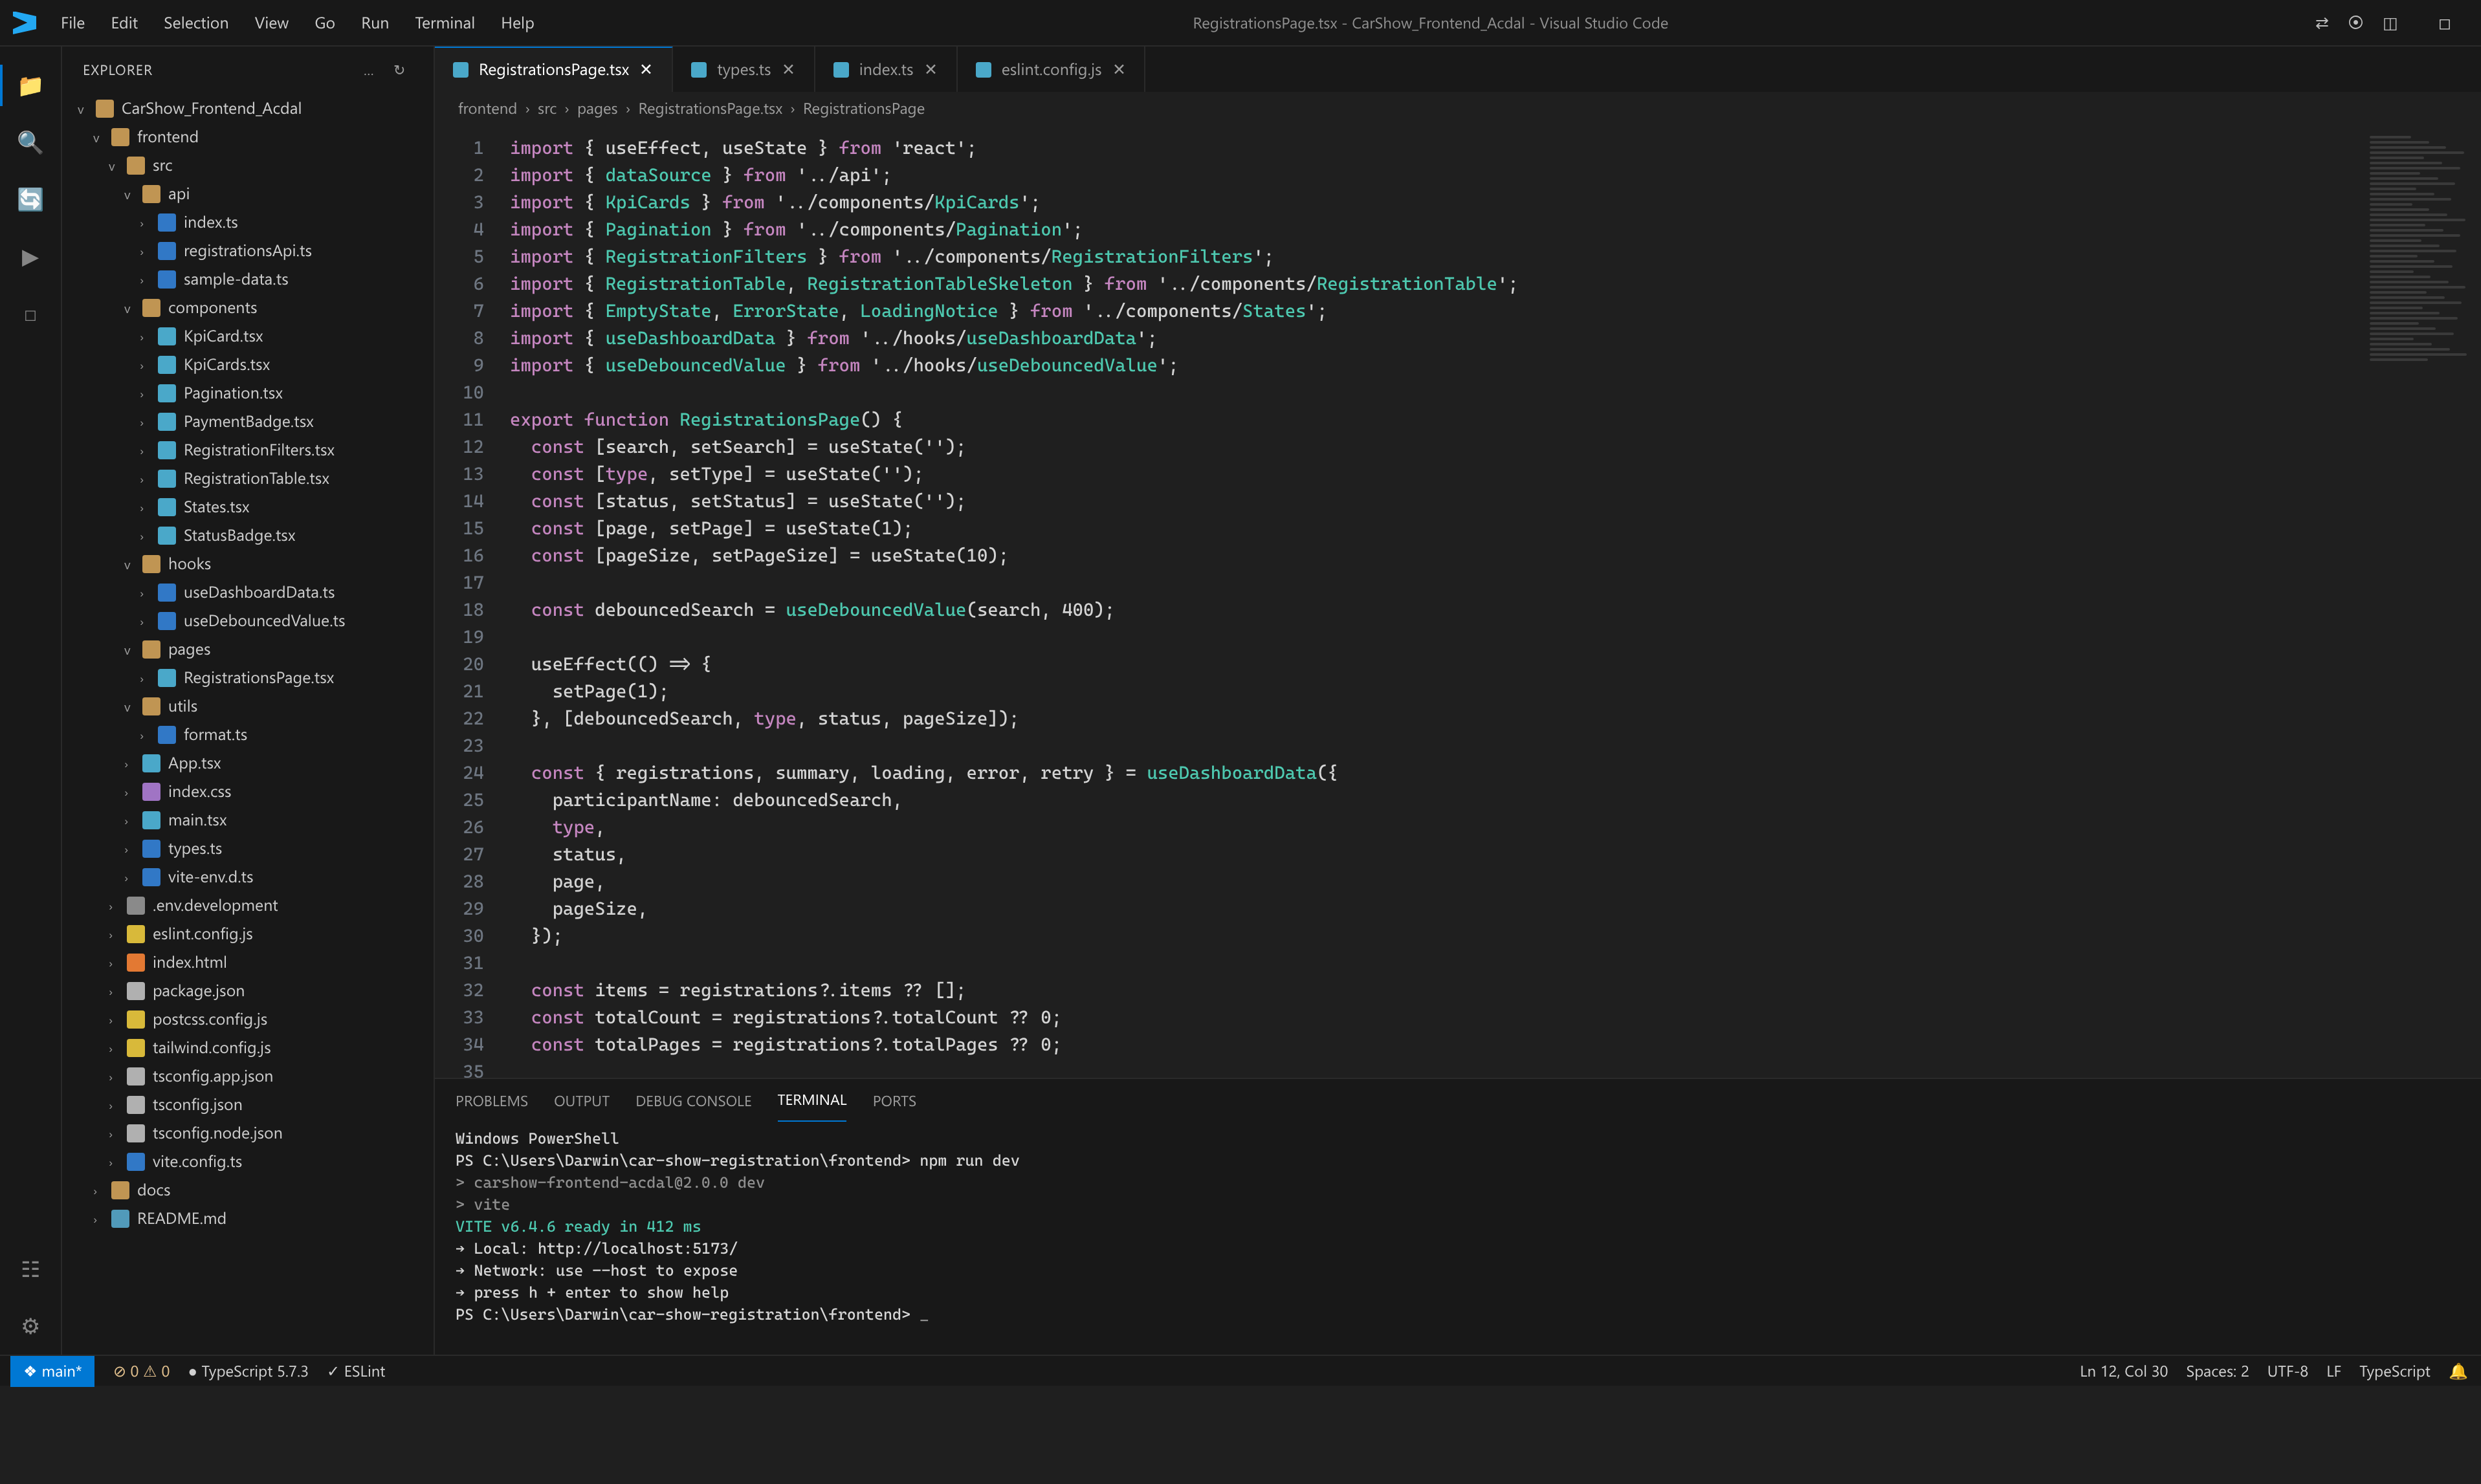 File Edit Selection View Go Run Terminal Help
RegistrationsPage.tsx - CarShow_Frontend_Acdal - Visual Studio Code
EXPLORER ... ↻
v CarShow_Frontend_Acdal
v frontend
v src
v api
› index.ts
› registrationsApi.ts
› sample-data.ts
v components
› KpiCard.tsx
› KpiCards.tsx
› Pagination.tsx
› PaymentBadge.tsx
› RegistrationFilters.tsx
› RegistrationTable.tsx
› States.tsx
› StatusBadge.tsx
v hooks
› useDashboardData.ts
› useDebouncedValue.ts
v pages
› RegistrationsPage.tsx
v utils
› format.ts
› App.tsx
› index.css
› main.tsx
› types.ts
› vite-env.d.ts
› .env.development
› eslint.config.js
› index.html
› package.json
› postcss.config.js
› tailwind.config.js
› tsconfig.app.json
› tsconfig.json
› tsconfig.node.json
› vite.config.ts
› docs
› README.md
RegistrationsPage.tsx ✕ types.ts ✕ index.ts ✕ eslint.config.js ✕
frontend › src › pages › RegistrationsPage.tsx › RegistrationsPage
1 import { useEffect, useState } from 'react';
2 import { dataSource } from '../api';
3 import { KpiCards } from '../components/KpiCards';
4 import { Pagination } from '../components/Pagination';
5 import { RegistrationFilters } from '../components/RegistrationFilters';
6 import { RegistrationTable, RegistrationTableSkeleton } from '../components/RegistrationTable';
7 import { EmptyState, ErrorState, LoadingNotice } from '../components/States';
8 import { useDashboardData } from '../hooks/useDashboardData';
9 import { useDebouncedValue } from '../hooks/useDebouncedValue';
10
11 export function RegistrationsPage() {
12   const [search, setSearch] = useState('');
13   const [type, setType] = useState('');
14   const [status, setStatus] = useState('');
15   const [page, setPage] = useState(1);
16   const [pageSize, setPageSize] = useState(10);
17
18   const debouncedSearch = useDebouncedValue(search, 400);
19
20   useEffect(() => {
21     setPage(1);
22   }, [debouncedSearch, type, status, pageSize]);
23
24   const { registrations, summary, loading, error, retry } = useDashboardData({
25     participantName: debouncedSearch,
26     type,
27     status,
28     page,
29     pageSize,
30   });
31
32   const items = registrations?.items ?? [];
33   const totalCount = registrations?.totalCount ?? 0;
34   const totalPages = registrations?.totalPages ?? 0;
35
PROBLEMS OUTPUT DEBUG CONSOLE TERMINAL PORTS
Windows PowerShell
PS C:\Users\Darwin\car-show-registration\frontend> npm run dev
> carshow-frontend-acdal@2.0.0 dev
> vite
VITE v6.4.6 ready in 412 ms
➜ Local: http://localhost:5173/
➜ Network: use --host to expose
➜ press h + enter to show help
PS C:\Users\Darwin\car-show-registration\frontend> _
❖ main* ⊘ 0 ⚠ 0 ● TypeScript 5.7.3 ✓ ESLint
Ln 12, Col 30 Spaces: 2 UTF-8 LF TypeScript 🔔